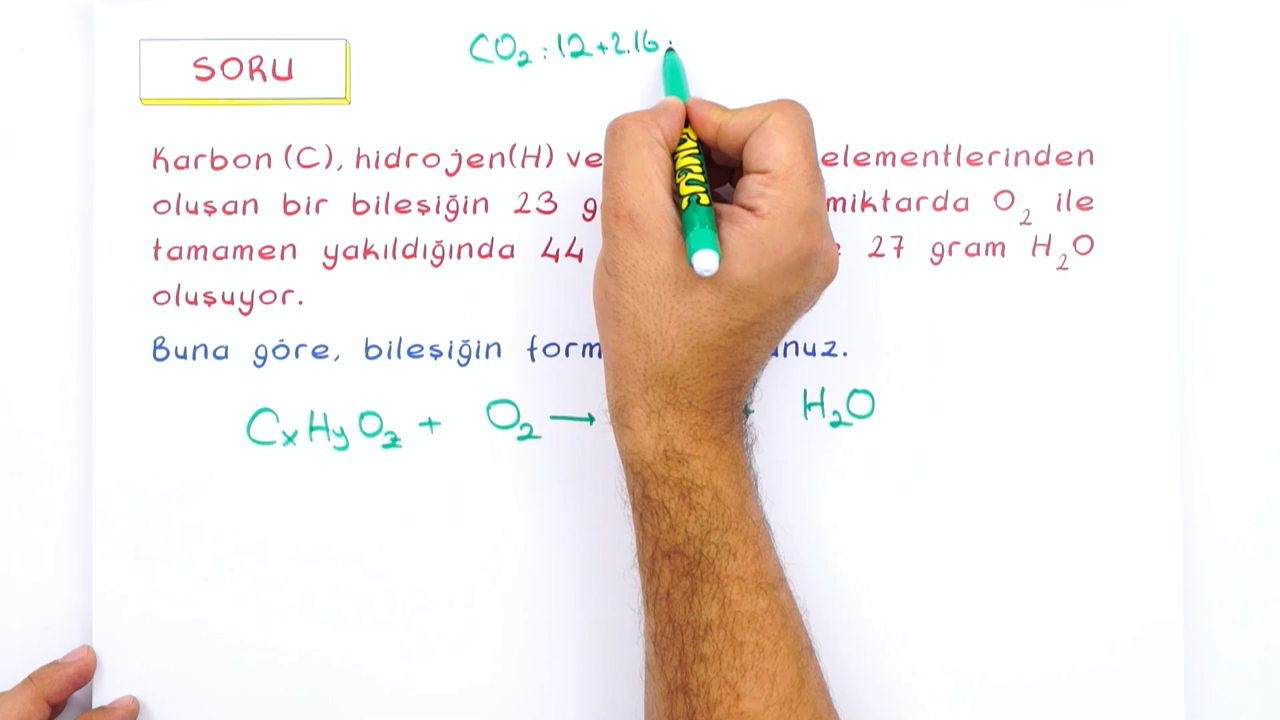 CO₂ : 12 + 2.16 :
SORU
Karbon (C), hidrojen(H) ve elementlerinden
oluşan bir bileşiğin 23 g miktarda O₂ ile
tamamen yakıldığında 44 27 gram H₂O
oluşuyor.
Buna göre, bileşiğin form unuz.
CₓHyOz + O₂ → + H₂O